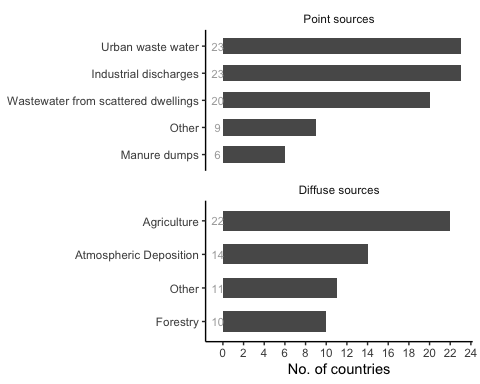 Point sources
Urban waste water 23
Industrial discharges 23
Wastewater from scattered dwellings 20
Other 9
Manure dumps 6
Diffuse sources
Agriculture 22
Atmospheric Deposition 14
Other 11
Forestry 10
0 2 4 6 8 10 12 14 16 18 20 22 24
No. of countries